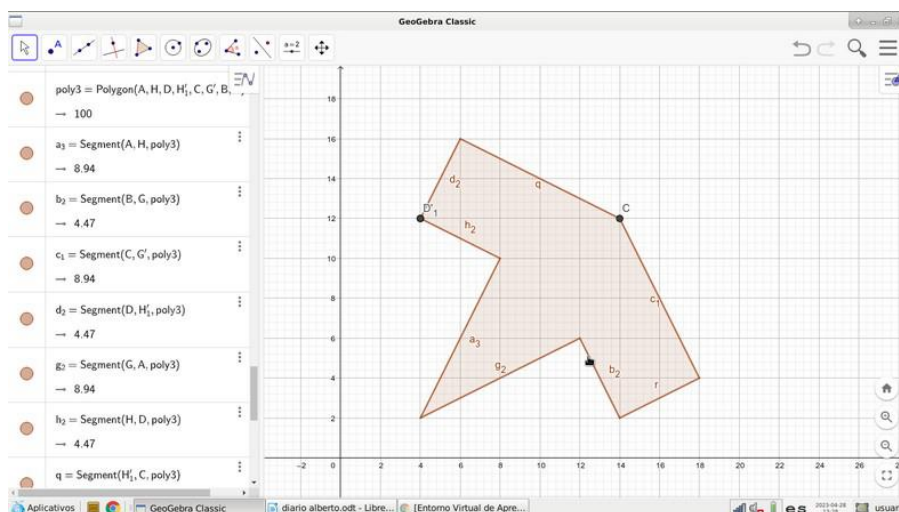 GeoGebra Classic
poly3 = Polygon(A, H, D, H′₁, C, G′, B,
→ 100
a₃ = Segment(A, H, poly3)
→ 8.94
b₂ = Segment(B, G, poly3)
→ 4.47
c₁ = Segment(C, G′, poly3)
→ 8.94
d₂ = Segment(D, H′₁, poly3)
→ 4.47
g₂ = Segment(G, A, poly3)
→ 8.94
h₂ = Segment(H, D, poly3)
→ 4.47
q = Segment(H′₁, C, poly3)
18
16
14
12
10
8
6
4
2
−2 0 2 4 6 8 10 12 14 16 18 20 22 24 26
d₂
q
D′₁
C
h₂
c₁
a₃
g₂
b₂
r
Aplicativos
GeoGebra Classic
diario alberto.odt - Libre...
[Entorno Virtual de Apre...
es
2023-04-28
usuar